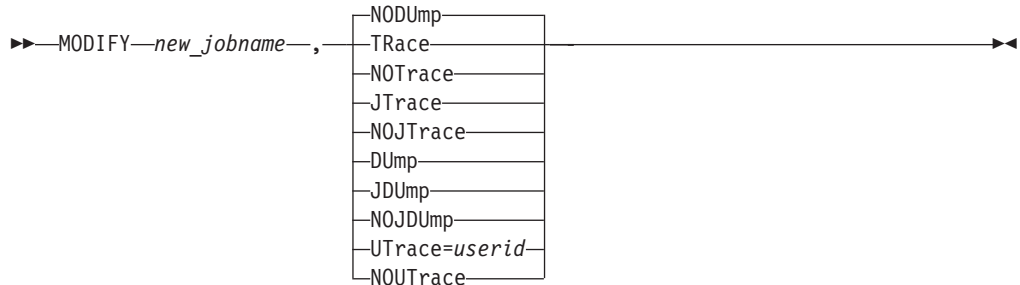 NODUmp
MODIFY new_jobname , TRace
NOTrace
JTrace
NOJTrace
DUmp
JDUmp
NOJDUmp
UTrace=userid
NOUTrace